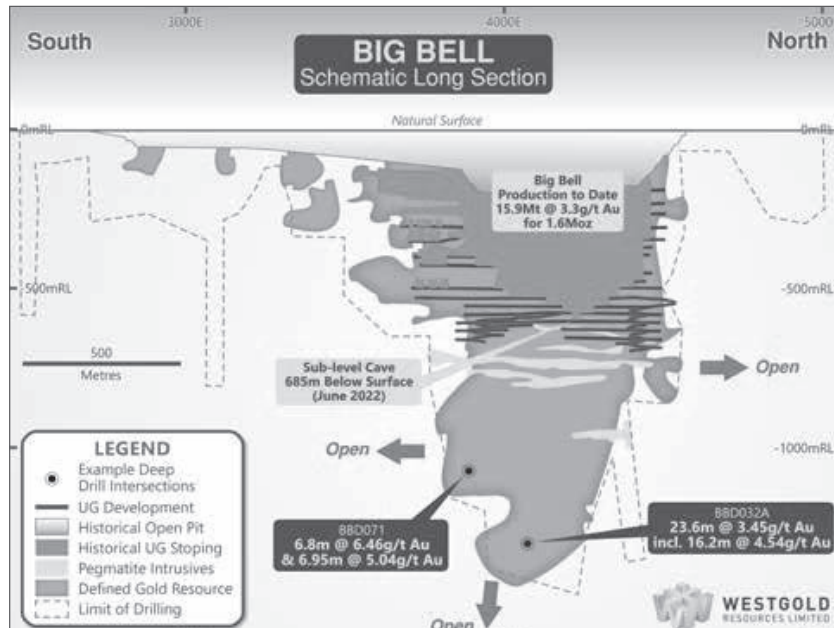 3000E 4000E 5000
South
North
BIG BELL
Schematic Long Section
Natural Surface
0mRL
0mRL
Big Bell
Production to Date
15.9Mt @ 3.3g/t Au
for 1.6Moz
-500mRL
-500mRL
500
Metres
Sub-level Cave
685m Below Surface
(June 2022)
Open
Open
-1000mRL
LEGEND
Example Deep
Drill Intersections
UG Development
Historical Open Pit
Historical UG Stoping
Pegmatite Intrusives
Defined Gold Resource
Limit of Drilling
BBD071
6.8m @ 6.46g/t Au
& 6.95m @ 5.04g/t Au
BBD032A
23.6m @ 3.45g/t Au
incl. 16.2m @ 4.54g/t Au
Open
WESTGOLD
RESOURCES LIMITED